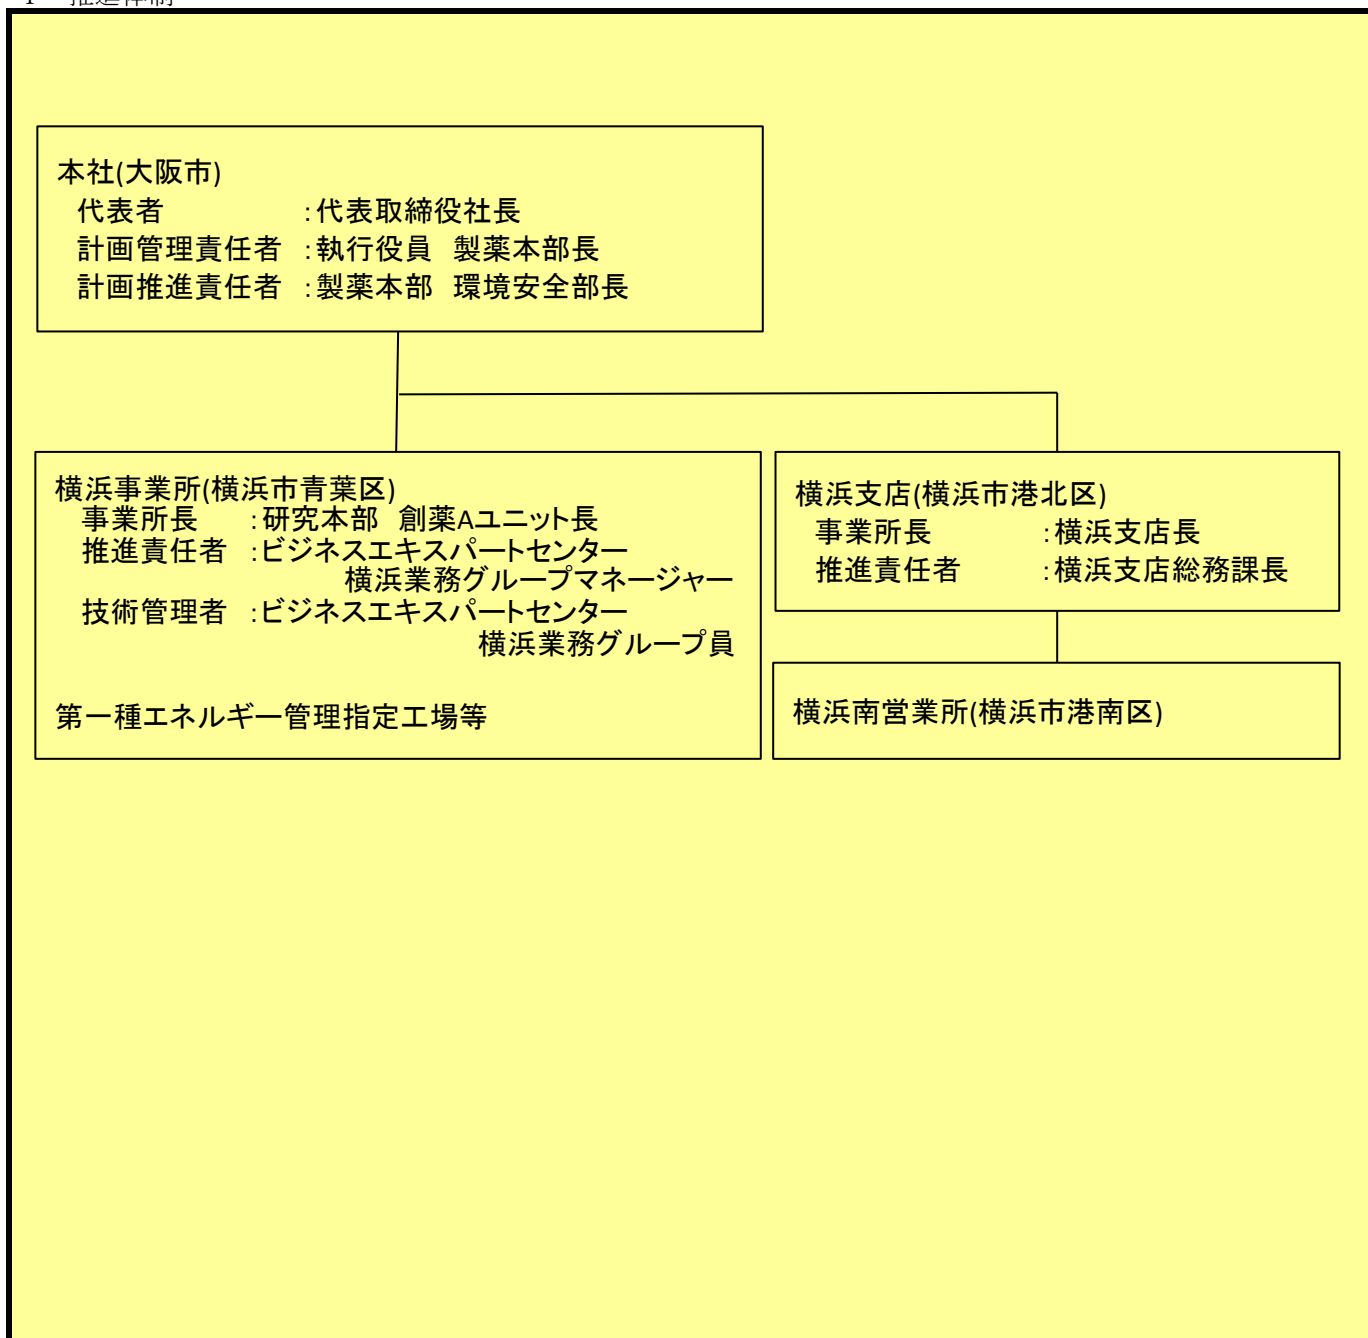 推進体制
本社(大阪市)
代表者　　　　　:代表取締役社長
計画管理責任者　:執行役員　製薬本部長
計画推進責任者　:製薬本部　環境安全部長
横浜事業所(横浜市青葉区)
事業所長　　:研究本部　創薬Aユニット長
推進責任者　:ビジネスエキスパートセンター
横浜業務グループマネージャー
技術管理者　:ビジネスエキスパートセンター
横浜業務グループ員
第一種エネルギー管理指定工場等
横浜支店(横浜市港北区)
事業所長　　　　:横浜支店長
推進責任者　　　:横浜支店総務課長
横浜南営業所(横浜市港南区)